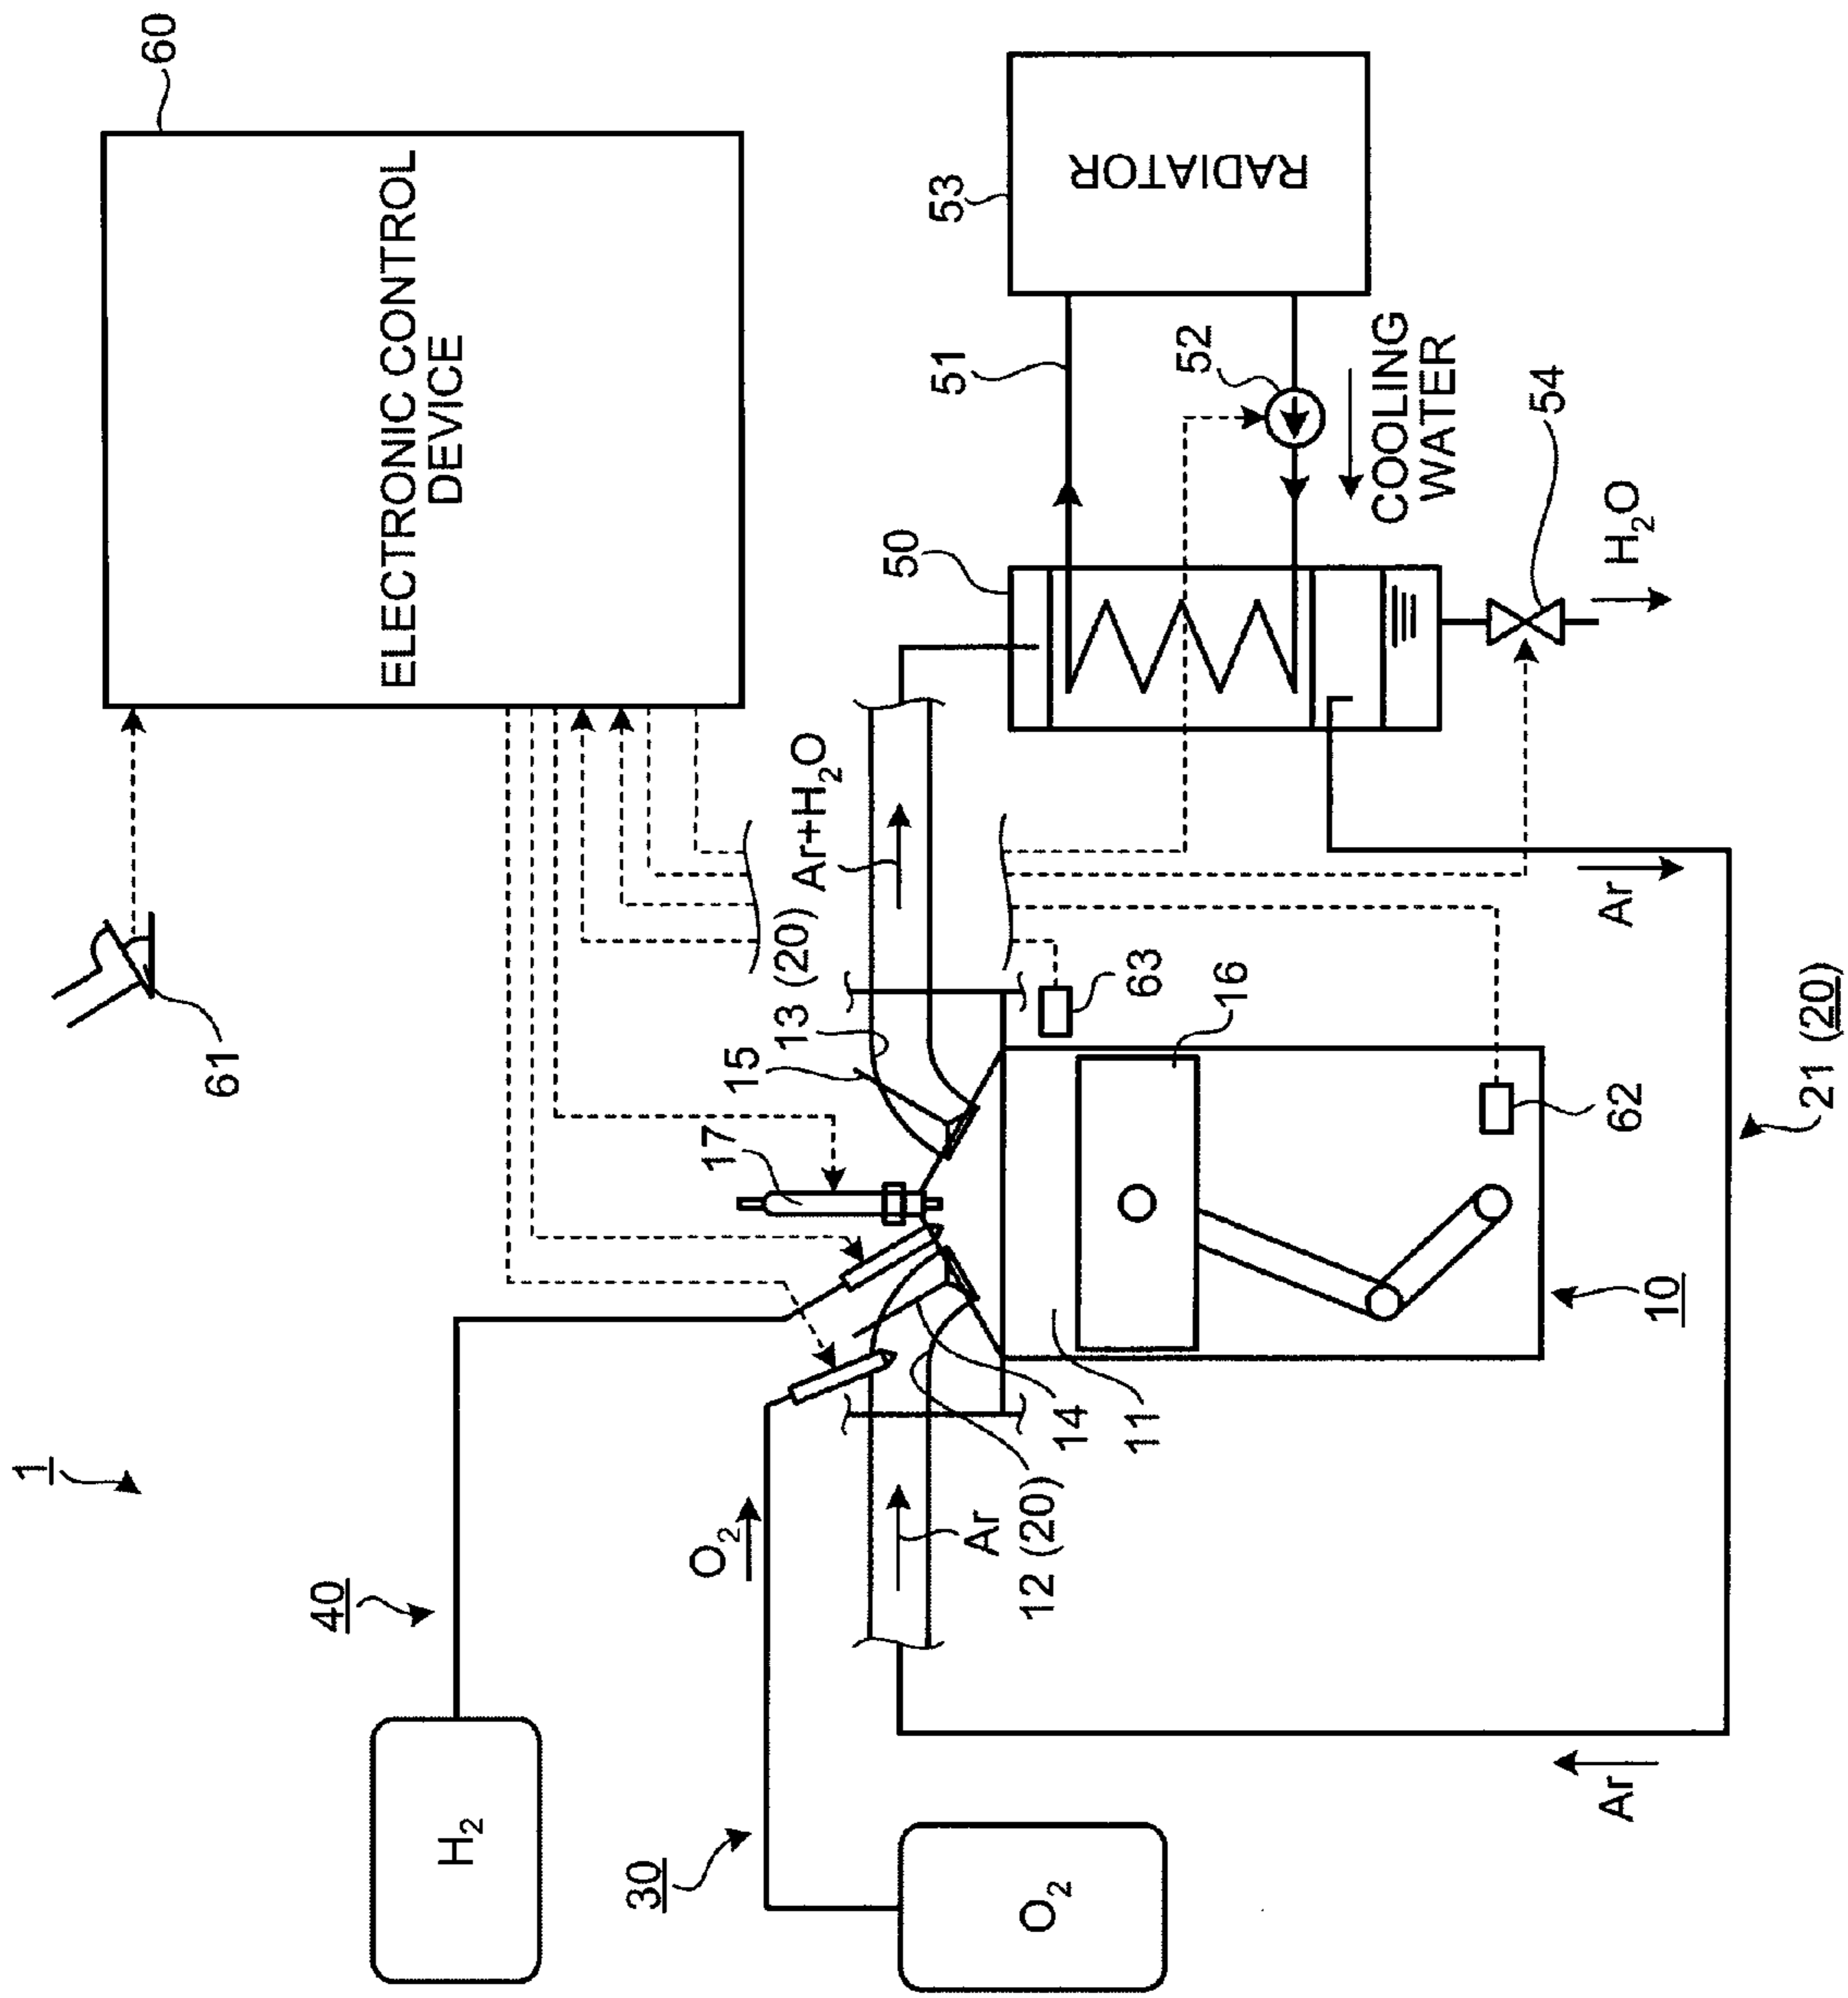 1
60
ELECTRONIC CONTROL
DEVICE
61
40
H₂
30
O₂
O₂
17
15
13 (20)
Ar+H₂O
50
51
53
RADIATOR
52
COOLING
WATER
54
H₂O
Ar
12 (20)
14
11
63
16
62
10
Ar
21 (20)
Ar